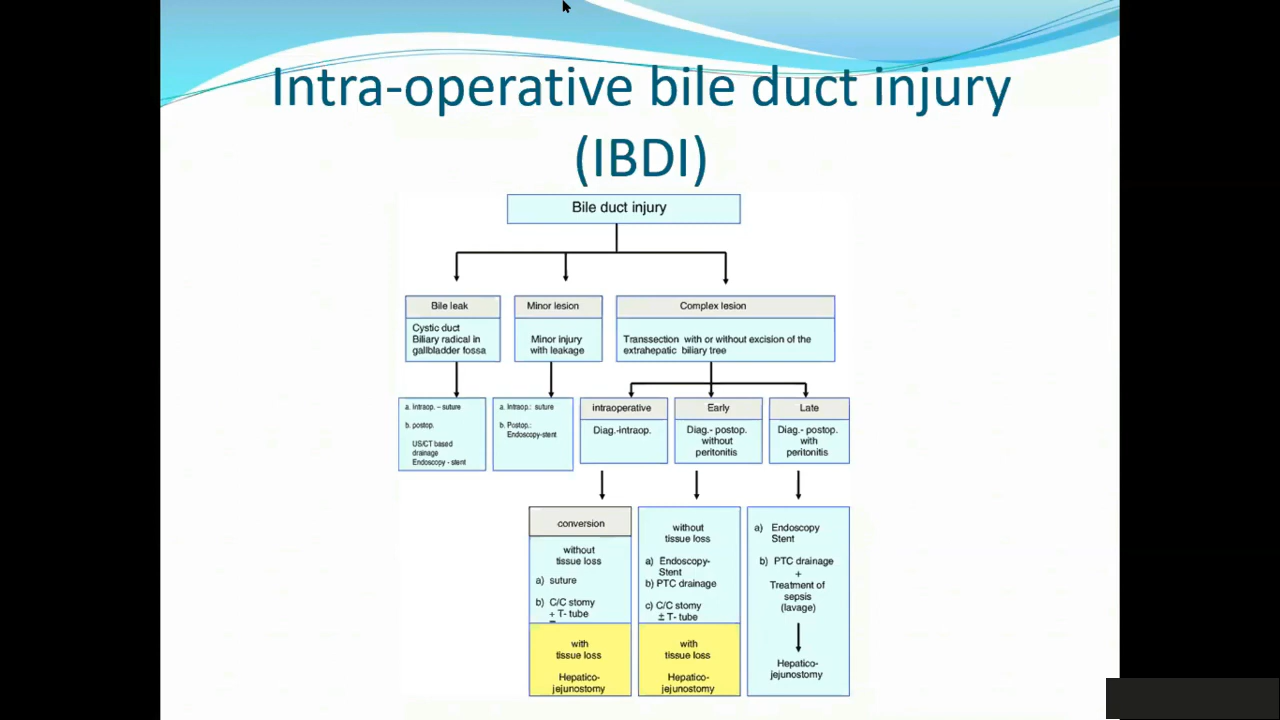 Intra-operative bile duct injury
(IBDI)
Bile duct injury
Bile leak
Cystic duct
Biliary radical in
gallbladder fossa
Minor lesion
Minor injury
with leakage
Complex lesion
Transsection with or without excision of the
extrahepatic biliary tree
a. Intraop. – suture
b. postop.
US/CT based
drainage
Endoscopy - stent
a. Intraop.: suture
b. Postop.:
Endoscopy-stent
intraoperative
Diag.-intraop.
Early
Diag.- postop.
without
peritonitis
Late
Diag.- postop.
with
peritonitis
conversion
without
tissue loss
a) suture
b) C/C stomy
+ T- tube
with
tissue loss
Hepatico-
jejunostomy
without
tissue loss
a) Endoscopy-
Stent
b) PTC drainage
c) C/C stomy
± T- tube
with
tissue loss
Hepatico-
jejunostomy
a) Endoscopy
Stent
b) PTC drainage
+
Treatment of
sepsis
(lavage)
Hepatico-
jejunostomy